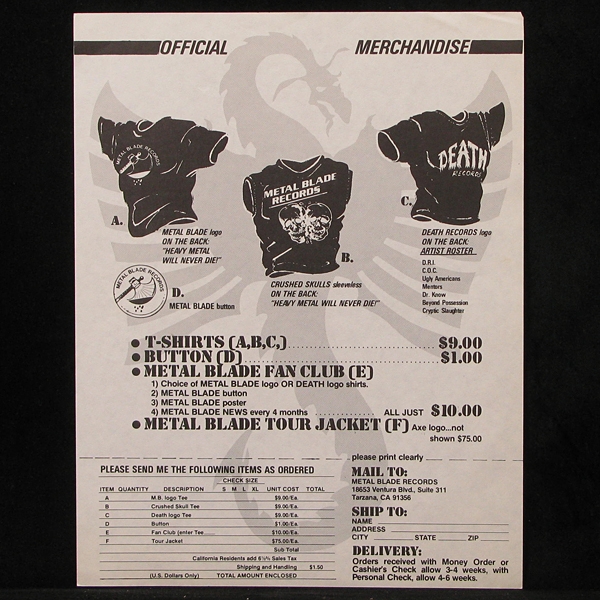 OFFICIAL MERCHANDISE
METAL BLADE RECORDS
METAL BLADE
RECORDS
DEATH
RECORDS
A.
METAL BLADE logo
ON THE BACK:
"HEAVY METAL
WILL NEVER DIE!"
B.
CRUSHED SKULLS sleeveless
ON THE BACK:
"HEAVY METAL WILL NEVER DIE!"
C.
DEATH RECORDS logo
ON THE BACK:
ARTIST ROSTER
D.R.I.
C.O.C.
Ugly Americans
Mentors
Dr. Know
Beyond Possession
Cryptic Slaughter
METAL BLADE RECORDS
D.
METAL BLADE button
● T-SHIRTS (A,B,C,)..............................$9.00
● BUTTON (D)..............................$1.00
● METAL BLADE FAN CLUB (E)
1) Choice of METAL BLADE logo OR DEATH logo shirts.
2) METAL BLADE button
3) METAL BLADE poster
4) METAL BLADE NEWS every 4 months .............. ALL JUST $10.00
● METAL BLADE TOUR JACKET (F) Axe logo...not
shown $75.00
please print clearly
PLEASE SEND ME THE FOLLOWING ITEMS AS ORDERED
CHECK SIZE
ITEM QUANTITY DESCRIPTION S M L XL UNIT COST TOTAL
A M.B. logo Tee $9.00/Ea.
B Crushed Skull Tee $9.00/Ea.
C Death logo Tee $9.00/Ea.
D Button $1.00/Ea.
E Fan Club (enter Tee $10.00/Ea.
F Tour Jacket $75.00/Ea.
Sub Total
California Residents add 6½% Sales Tax
Shipping and Handling $1.50
(U.S. Dollars Only) TOTAL AMOUNT ENCLOSED
MAIL TO:
METAL BLADE RECORDS
18653 Ventura Blvd., Suite 311
Tarzana, CA 91356
SHIP TO:
NAME
ADDRESS
CITY STATE ZIP
DELIVERY:
Orders received with Money Order or
Cashier's Check allow 3-4 weeks, with
Personal Check, allow 4-6 weeks.